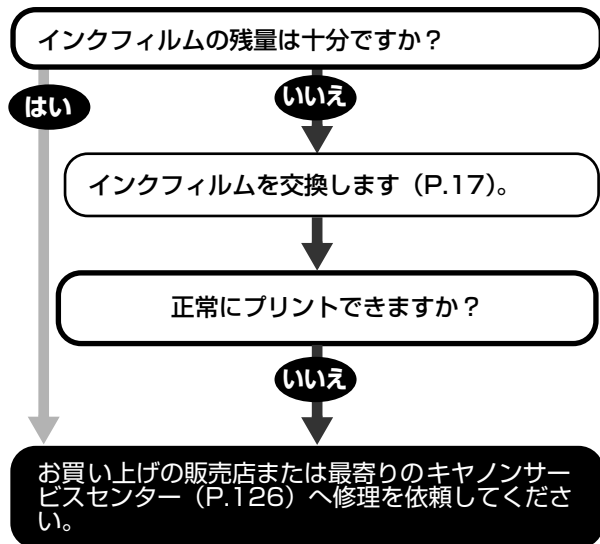 インクフィルムの残量は十分ですか？
はい
いいえ
インクフィルムを交換します（P.17）。
正常にプリントできますか？
いいえ
お買い上げの販売店または最寄りのキヤノンサー
ビスセンター（P.126）へ修理を依頼してくださ
い。